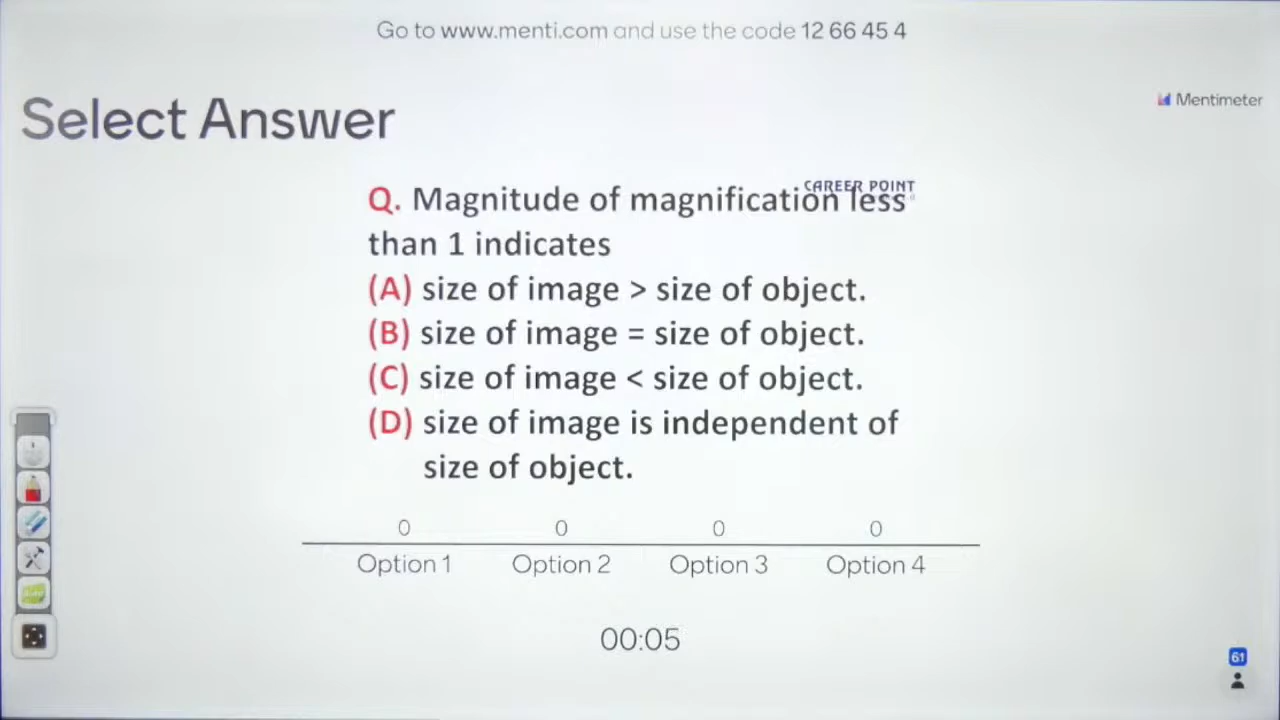 Go to www.menti.com and use the code 12 66 45 4
Mentimeter
Select Answer
CAREER POINT
Q. Magnitude of magnification less
than 1 indicates
(A) size of image > size of object.
(B) size of image = size of object.
(C) size of image < size of object.
(D) size of image is independent of
size of object.
0 0 0 0
Option 1 Option 2 Option 3 Option 4
00:05
61